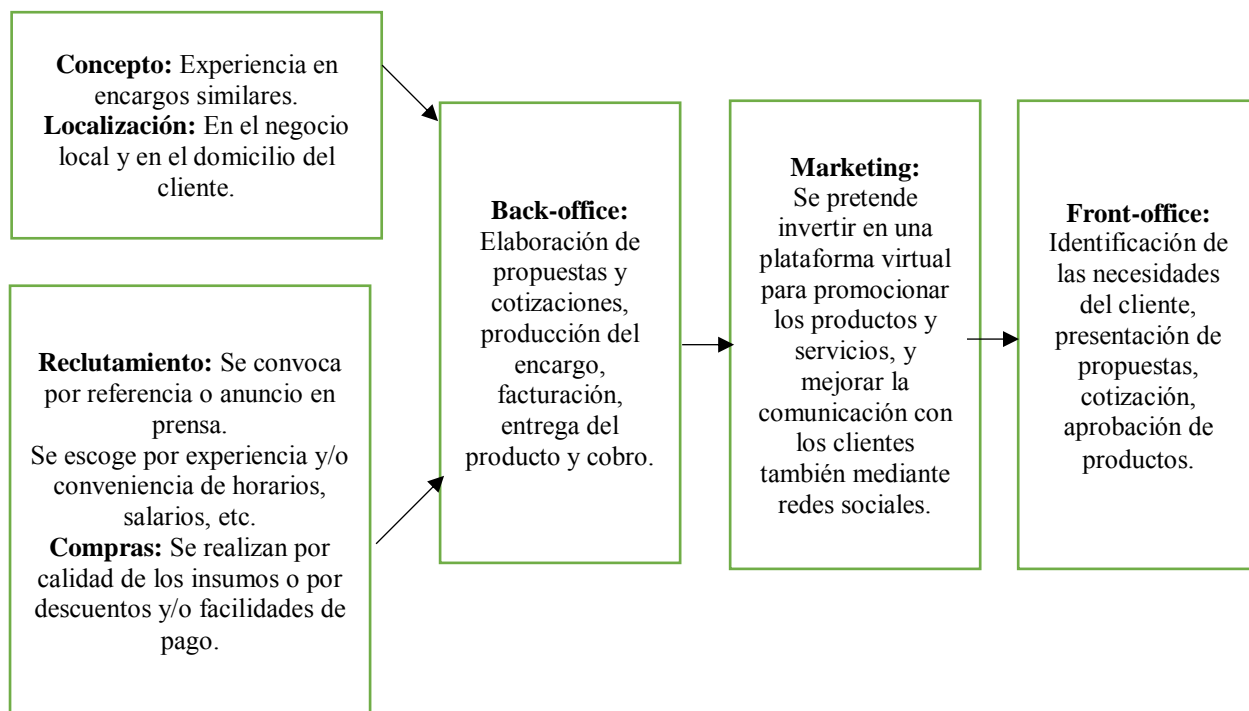 Concepto: Experiencia en
encargos similares.
Localización: En el negocio
local y en el domicilio del
cliente.
Reclutamiento: Se convoca
por referencia o anuncio en
prensa.
Se escoge por experiencia y/o
conveniencia de horarios,
salarios, etc.
Compras: Se realizan por
calidad de los insumos o por
descuentos y/o facilidades de
pago.
Back-office:
Elaboración de
propuestas y
cotizaciones,
producción del
encargo,
facturación,
entrega del
producto y cobro.
Marketing:
Se pretende
invertir en una
plataforma virtual
para promocionar
los productos y
servicios, y
mejorar la
comunicación con
los clientes
también mediante
redes sociales.
Front-office:
Identificación de
las necesidades
del cliente,
presentación de
propuestas,
cotización,
aprobación de
productos.